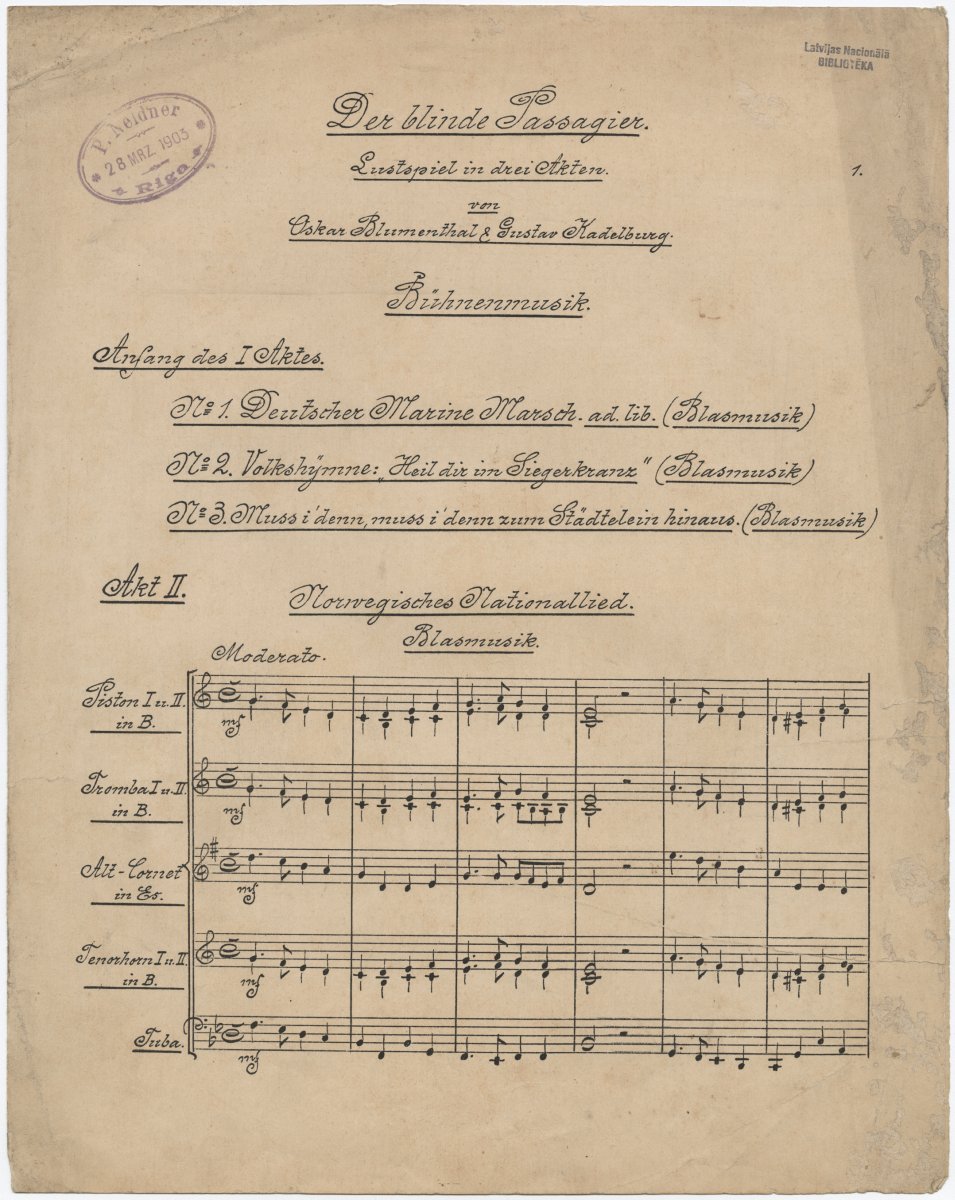 Latvijas Nacionālā
BIBLIOTĒKA
P. Neldner
28 MRZ. 1903
Riga
Der blinde Passagier.
Lustspiel in drei Akten.
1.
von
Oskar Blumenthal & Gustav Kadelburg.
Bühnenmusik.
Anfang des I Aktes.
No 1. Deutscher Marine Marsch. ad. lib. (Blasmusik)
No 2. Volkshÿmne: „Heil dir im Siegerkranz" (Blasmusik)
No 3. Muss i' denn, muss i' denn zum Städtelein hinaus. (Blasmusik)
Akt II.
Norwegisches Nationallied.
Blasmusik.
Moderato.
Piston I u. II.
in B.
mf
Tromba I u. II.
in B.
mf
Alt-Cornet
in Es.
mf
Tenorhorn I u. II.
in B.
mf
Tuba.
mf